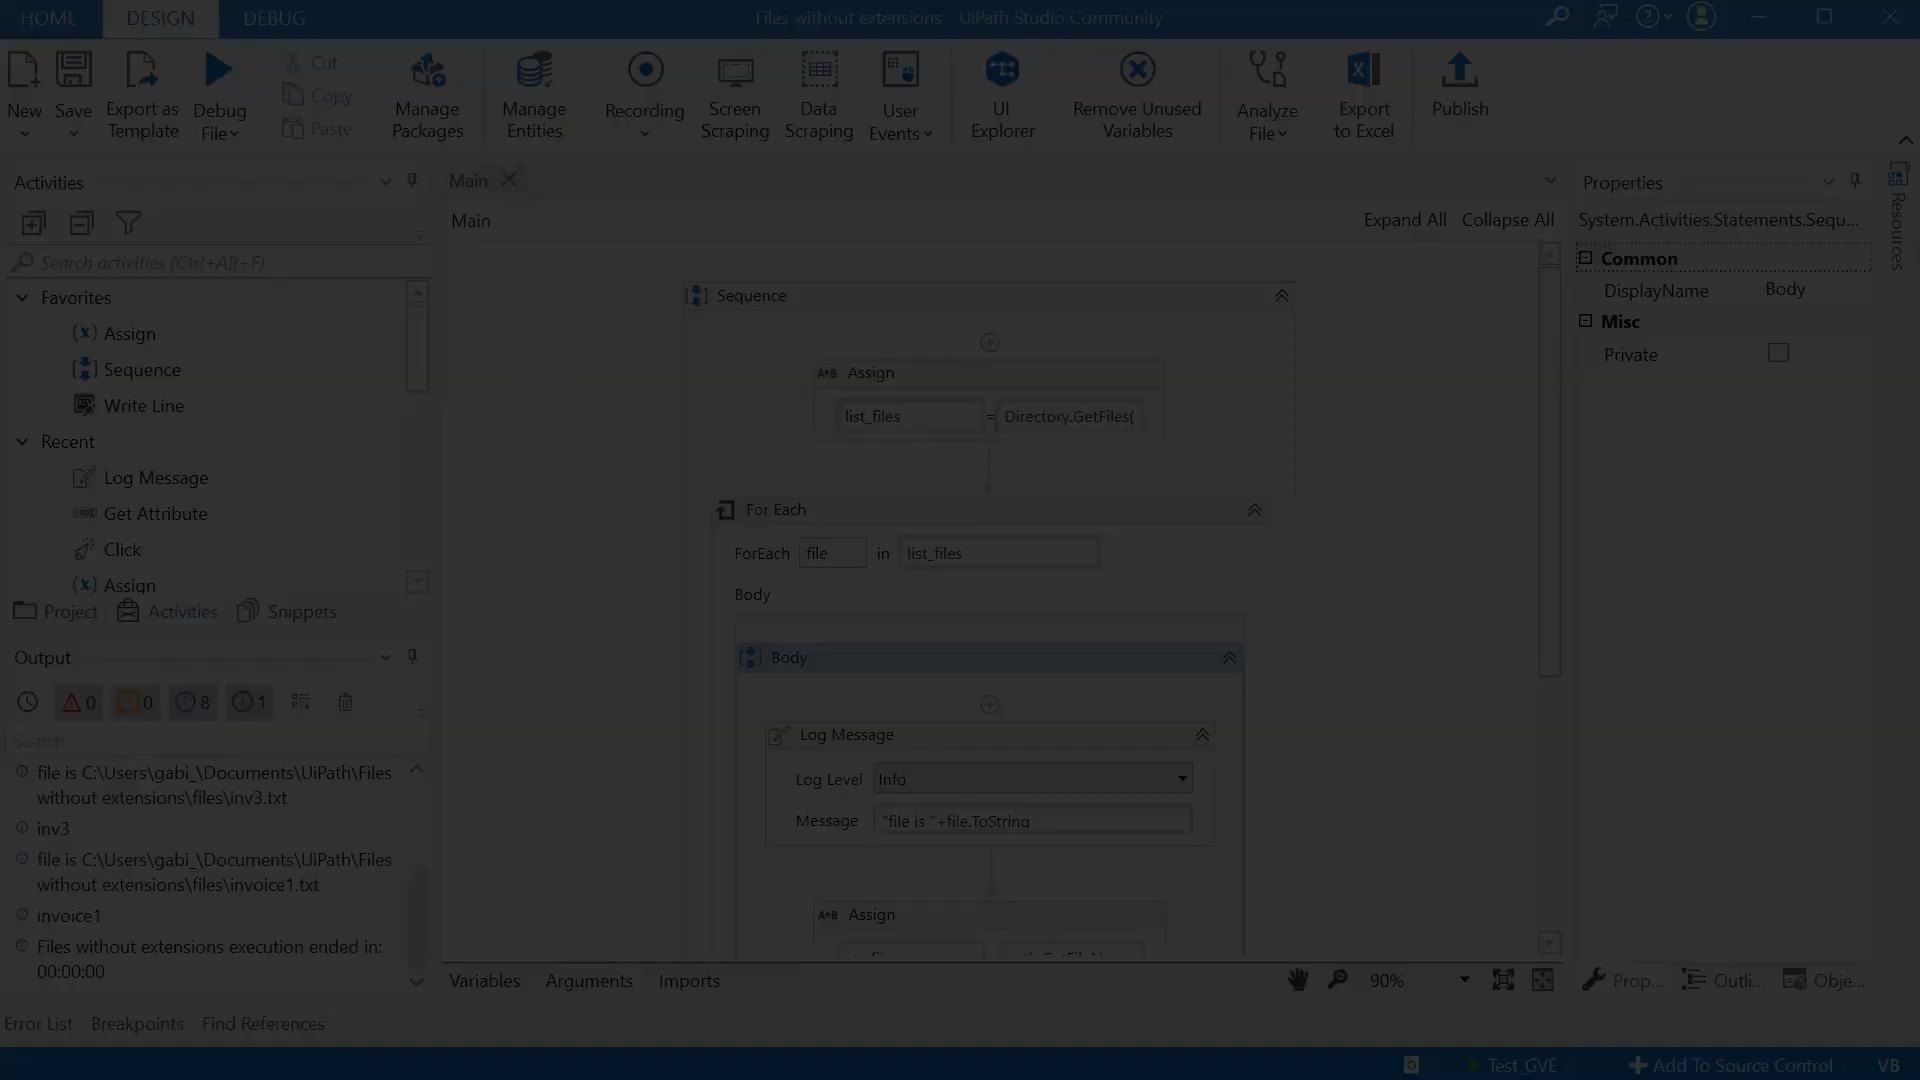 HOME DESIGN DEBUG
Files without extensions - UiPath Studio Community
New Save Export as Template Debug File
Cut
Copy
Paste
Manage Packages
Manage Entities
Recording
Screen Scraping
Data Scraping
User Events
UI Explorer
Remove Unused Variables
Analyze File
Export to Excel
Publish
Activities
Search activities (Ctrl+Alt+F)
Favorites
Assign
Sequence
Write Line
Recent
Log Message
Get Attribute
Click
Assign
Project Activities Snippets
Output
0 0 8 1
Search
file is C:\Users\gabi_\Documents\UiPath\Files
without extensions\files\inv3.txt
inv3
file is C:\Users\gabi_\Documents\UiPath\Files
without extensions\files\invoice1.txt
invoice1
Files without extensions execution ended in:
00:00:00
Error List Breakpoints Find References
Main
Main Expand All Collapse All
Sequence
A+B Assign
list_files = Directory.GetFiles(
For Each
ForEach file in list_files
Body
Body
Log Message
Log Level Info
Message "file is "+file.ToString
A+B Assign
Variables Arguments Imports 90%
Properties
System.Activities.Statements.Sequ...
Common
DisplayName Body
Misc
Private
Resources
Prop... Outli... Obje...
Test_GVE Add To Source Control VB